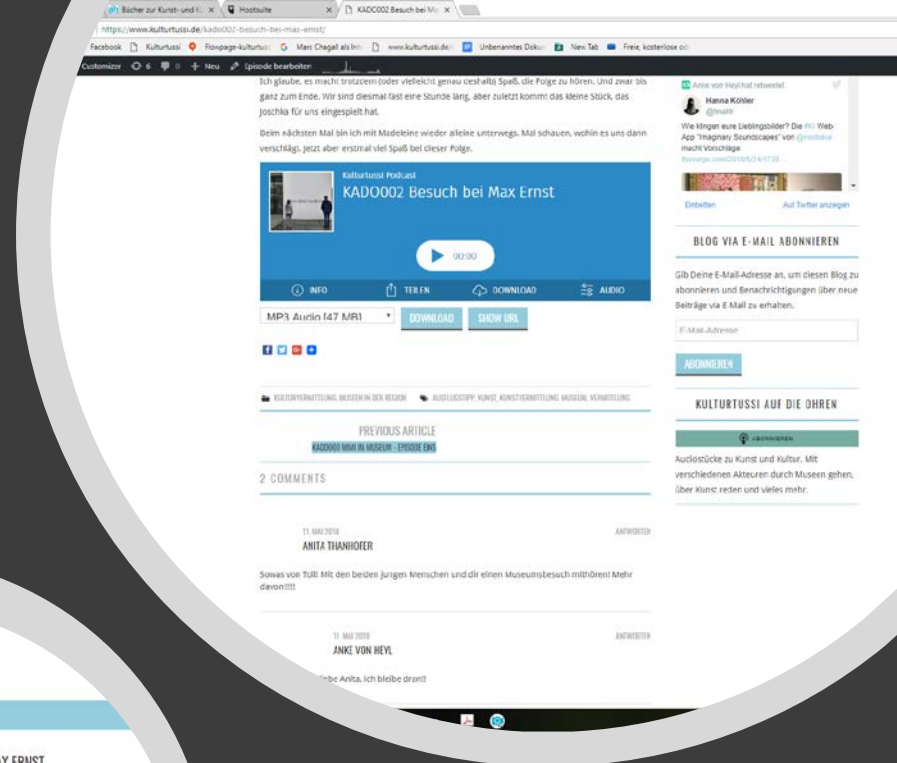 Bücher zur Kunst- und K
Hootsuite
KADO002 Besuch bei Ma
https://www.kulturtussi.de/kado002-besuch-bei-max-ernst/
Facebook
Kulturtussi
Flowpage-kulturtuss
Marc Chagall als Int
www.kulturtussi.de
Unbenanntes Doku
New Tab
Freie, kostenlose od
Customizer
6
0
Neu
Episode bearbeiten
Ich glaube, es macht trotzdem (oder vielleicht genau deshalb) Spaß, die Folge zu hören. Und zwar bis
ganz zum Ende. Wir sind diesmal fast eine Stunde lang, aber zuletzt kommt das kleine Stück, das
Joschka für uns eingespielt hat.
Beim nächsten Mal bin ich mit Madeleine wieder alleine unterwegs. Mal schauen, wohin es uns dann
verschlägt. Jetzt aber erstmal viel Spaß bei dieser Folge.
Kulturtussi Podcast
KADO002 Besuch bei Max Ernst
00:00
INFO
TEILEN
DOWNLOAD
AUDIO
MP3 Audio [47 MB]
DOWNLOAD
SHOW URL
KULTURVERMITTLUNG, MUSEEN IN DER REGION
AUSFLUGSTIPP, KUNST, KUNSTVERMITTLUNG, MUSEUM, VERMITTLUNG
PREVIOUS ARTICLE
KADO003 MIMI IN MUSEUM - EPISODE EINS
2 COMMENTS
11. MAI 2018
ANTWORTEN
ANITA THANHOFER
Sowas von Toll! Mit den beiden jungen Menschen und dir einen Museumsbesuch mithören! Mehr
davon!!!!
11. MAI 2018
ANTWORTEN
ANKE VON HEYL
Liebe Anita, ich bleibe dran!!
Anke von Heyl hat retweetet
Hanna Köhler
Wie klingen eure Lieblingsbilder? Die #KI Web-
App "Imaginary Soundscapes" von
macht Vorschläge
Einbetten
Auf Twitter anzeigen
BLOG VIA E-MAIL ABONNIEREN
Gib Deine E-Mail-Adresse an, um diesen Blog zu
abonnieren und Benachrichtigungen über neue
Beiträge via E-Mail zu erhalten.
E-Mail-Adresse
ABONNIEREN
KULTURTUSSI AUF DIE OHREN
ABONNIEREN
Audiostücke zu Kunst und Kultur. Mit
verschiedenen Akteuren durch Museen gehen,
über Kunst reden und vieles mehr.
AX ERNST